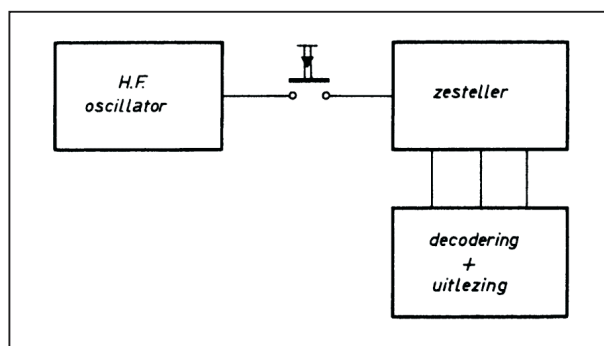 H.F.
oscillator
zesteller
decodering
+
uitlezing